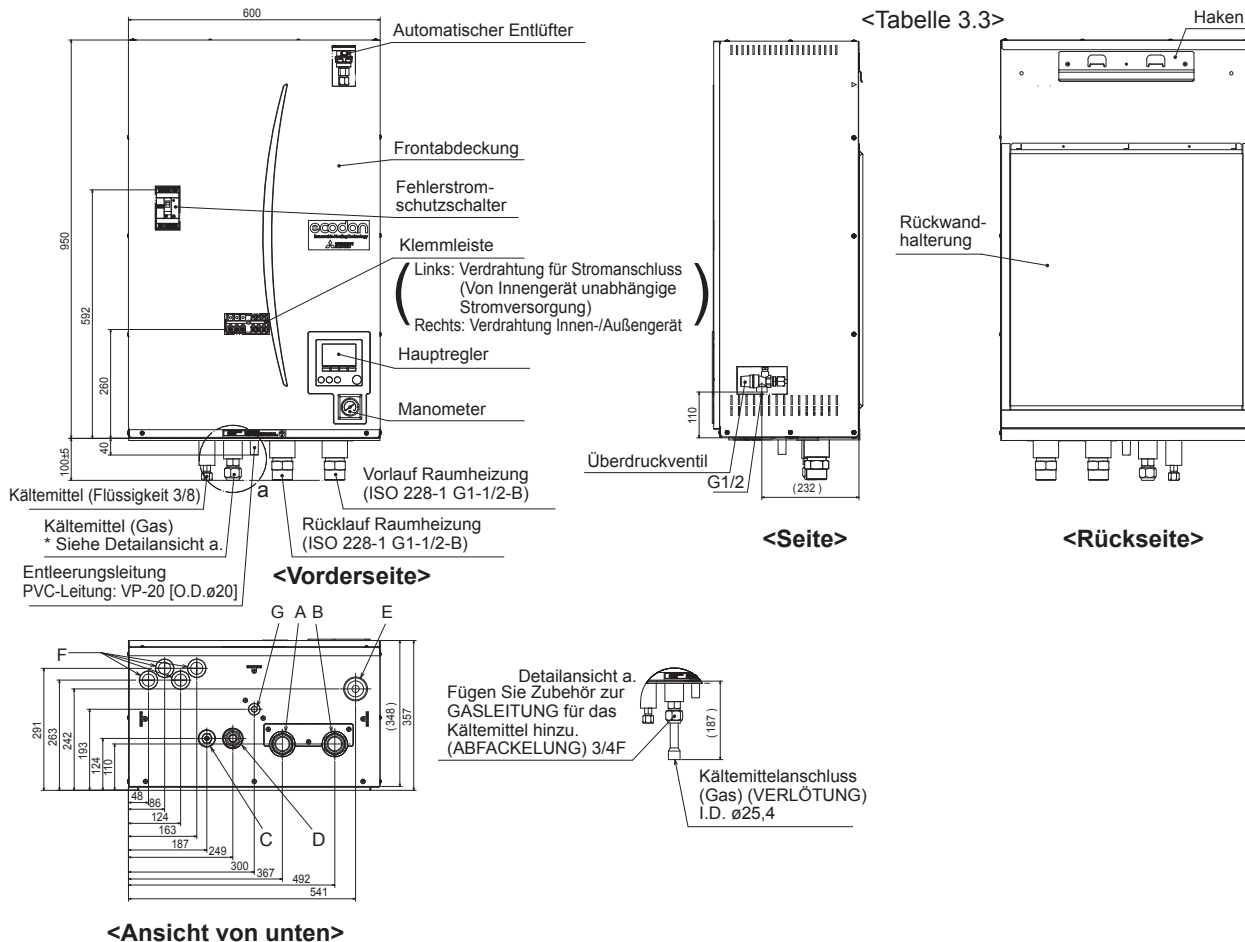 <Tabelle 3.3>
600
Automatischer Entlüfter
Frontabdeckung
Fehlerstrom-
schutzschalter
ecodan
Klemmleiste
Links: Verdrahtung für Stromanschluss
(Von Innengerät unabhängige
Stromversorgung)
Rechts: Verdrahtung Innen-/Außengerät
Hauptregler
Manometer
950
592
260
40
100±5
Kältemittel (Flüssigkeit 3/8)
a
Vorlauf Raumheizung
(ISO 228-1 G1-1/2-B)
Kältemittel (Gas)
* Siehe Detailansicht a.
Rücklauf Raumheizung
(ISO 228-1 G1-1/2-B)
Entleerungsleitung
PVC-Leitung: VP-20 [O.D.ø20]
<Vorderseite>
110
Überdruckventil
G1/2
(232)
<Seite>
Haken
Rückwand-
halterung
<Rückseite>
G A B E
F
291
263
242
193
124
110
(348)
357
48
86
124
163
187
249
300
367
492
541
C D
<Ansicht von unten>
Detailansicht a.
Fügen Sie Zubehör zur
GASLEITUNG für das
Kältemittel hinzu.
(ABFACKELUNG) 3/4F
(187)
Kältemittelanschluss
(Gas) (VERLÖTUNG)
I.D. ø25,4